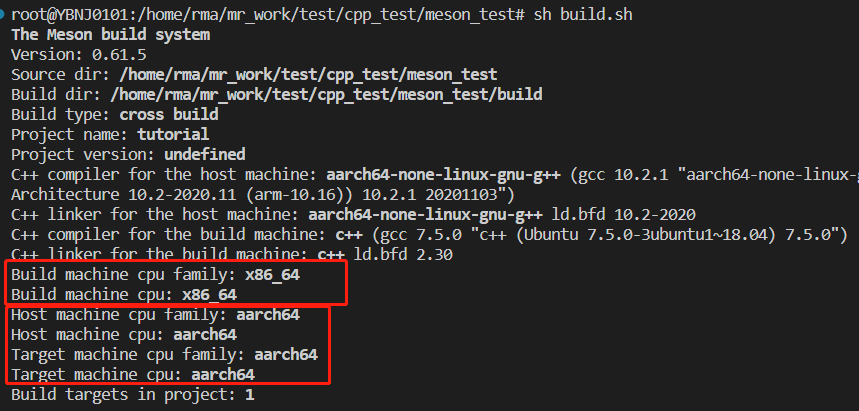 root@YBNJ0101:/home/rma/mr_work/test/cpp_test/meson_test# sh build.sh
The Meson build system
Version: 0.61.5
Source dir: /home/rma/mr_work/test/cpp_test/meson_test
Build dir: /home/rma/mr_work/test/cpp_test/meson_test/build
Build type: cross build
Project name: tutorial
Project version: undefined
C++ compiler for the host machine: aarch64-none-linux-gnu-g++ (gcc 10.2.1 "aarch64-none-linux-g
Architecture 10.2-2020.11 (arm-10.16)) 10.2.1 20201103")
C++ linker for the host machine: aarch64-none-linux-gnu-g++ ld.bfd 10.2-2020
C++ compiler for the build machine: c++ (gcc 7.5.0 "c++ (Ubuntu 7.5.0-3ubuntu1~18.04) 7.5.0")
C++ linker for the build machine: c++ ld.bfd 2.30
Build machine cpu family: x86_64
Build machine cpu: x86_64
Host machine cpu family: aarch64
Host machine cpu: aarch64
Target machine cpu family: aarch64
Target machine cpu: aarch64
Build targets in project: 1